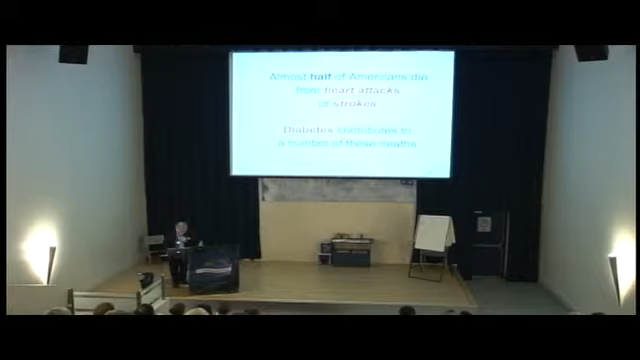 Almost half of Americans die
from heart attacks
or strokes
Diabetes contributes to
a number of these deaths